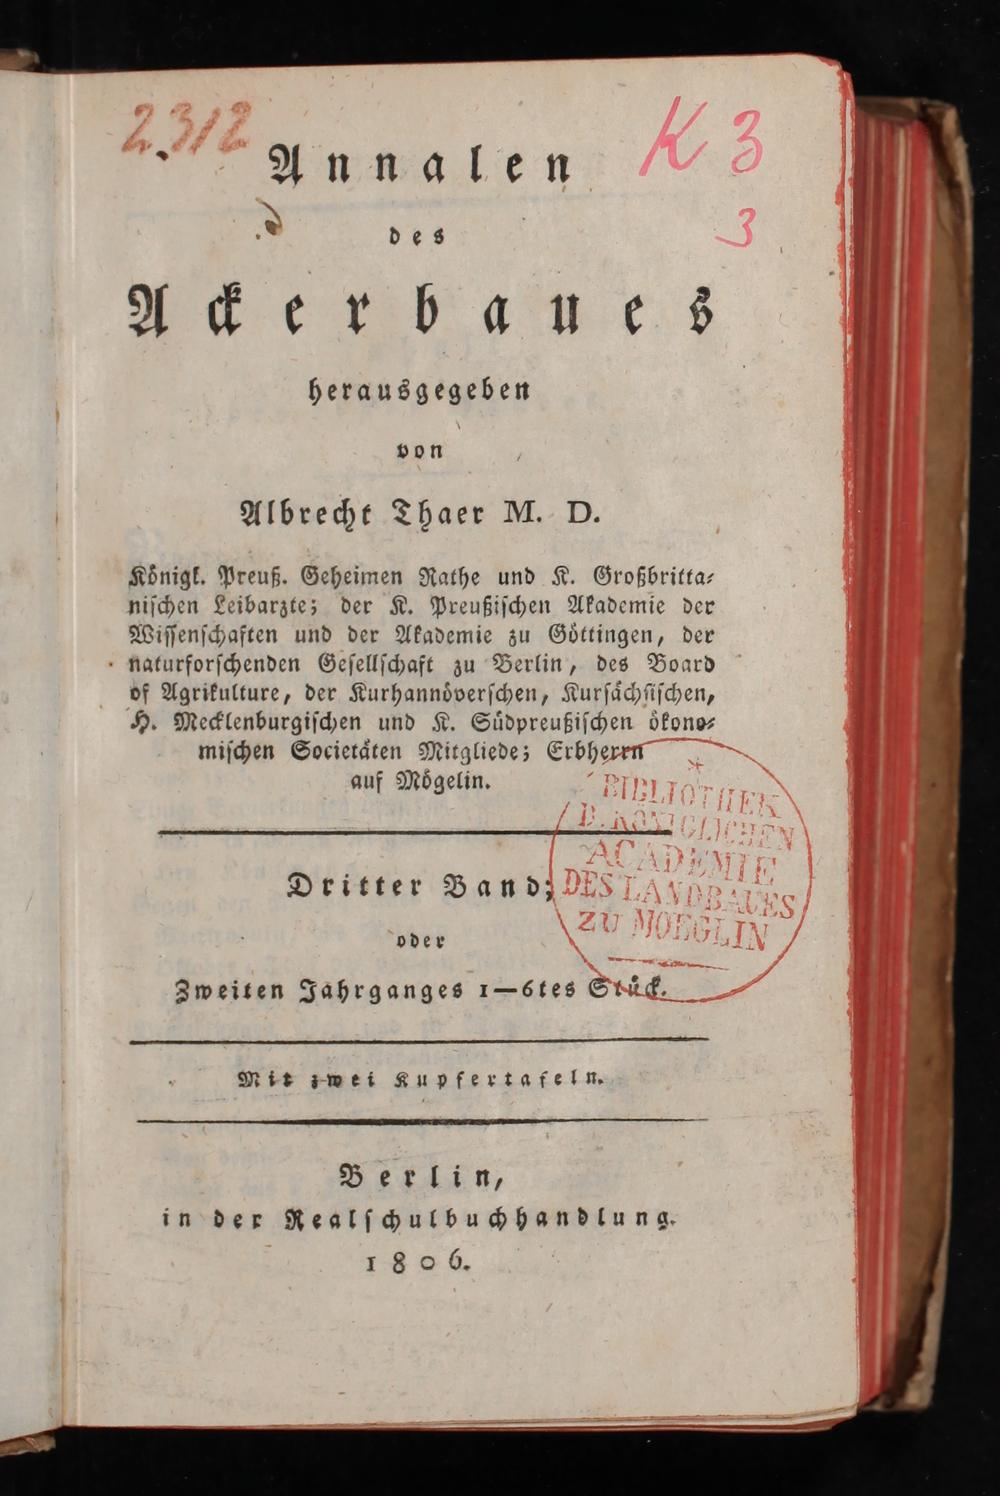 2312
K 3
3
Annalen
des
Ackerbaues
herausgegeben
von
Albrecht Thaer M. D.
Königl. Preuß. Geheimen Rathe und K. Großbritta⸗
nischen Leibarzte; der K. Preußischen Akademie der
Wissenschaften und der Akademie zu Göttingen, der
naturforschenden Gesellschaft zu Berlin, des Board
of Agrikulture, der Kurhannöverschen, Kursächsischen,
H. Mecklenburgischen und K. Südpreußischen ökono⸗
mischen Societäten Mitgliede; Erbherrn
auf Mögelin.
BIBLIOTHEK
D. KÖNIGLICHEN
ACADEMIE
DES LANDBAUES
ZU MOEGLIN
Dritter Band;
oder
Zweiten Jahrganges 1—6tes Stück.
Mit zwei Kupfertafeln.
Berlin,
in der Realschulbuchhandlung.
1806.